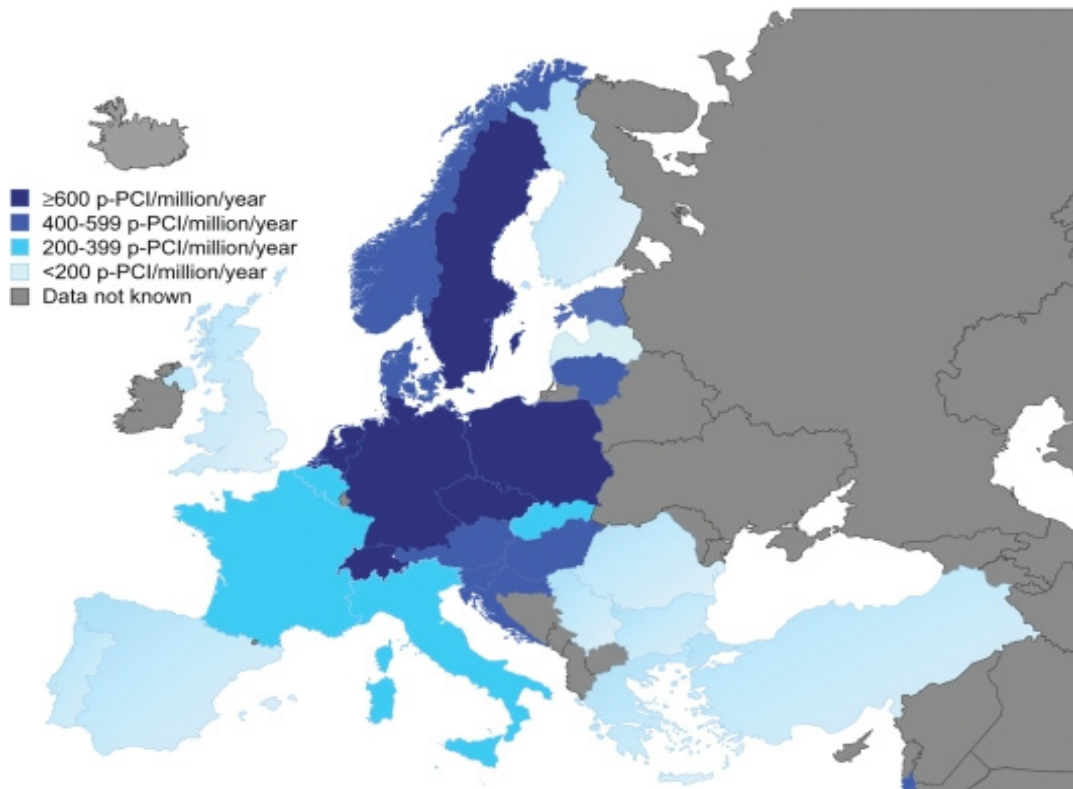 ≥600 p-PCI/million/year
400-599 p-PCI/million/year
200-399 p-PCI/million/year
<200 p-PCI/million/year
Data not known